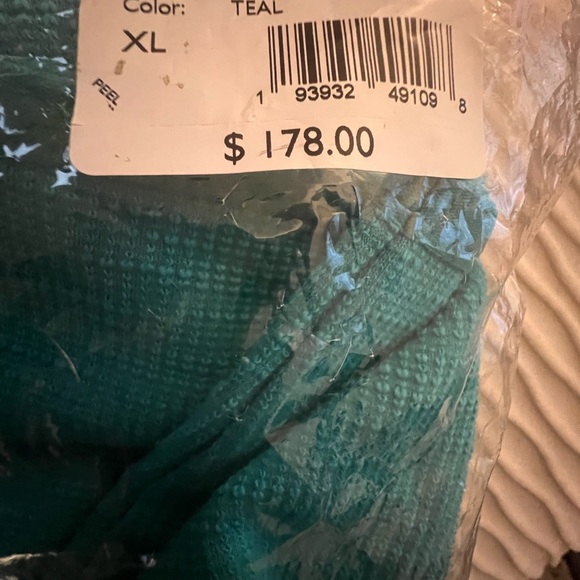 Color: TEAL
XL
PEEL
1 93932 49109 8
$ 178.00